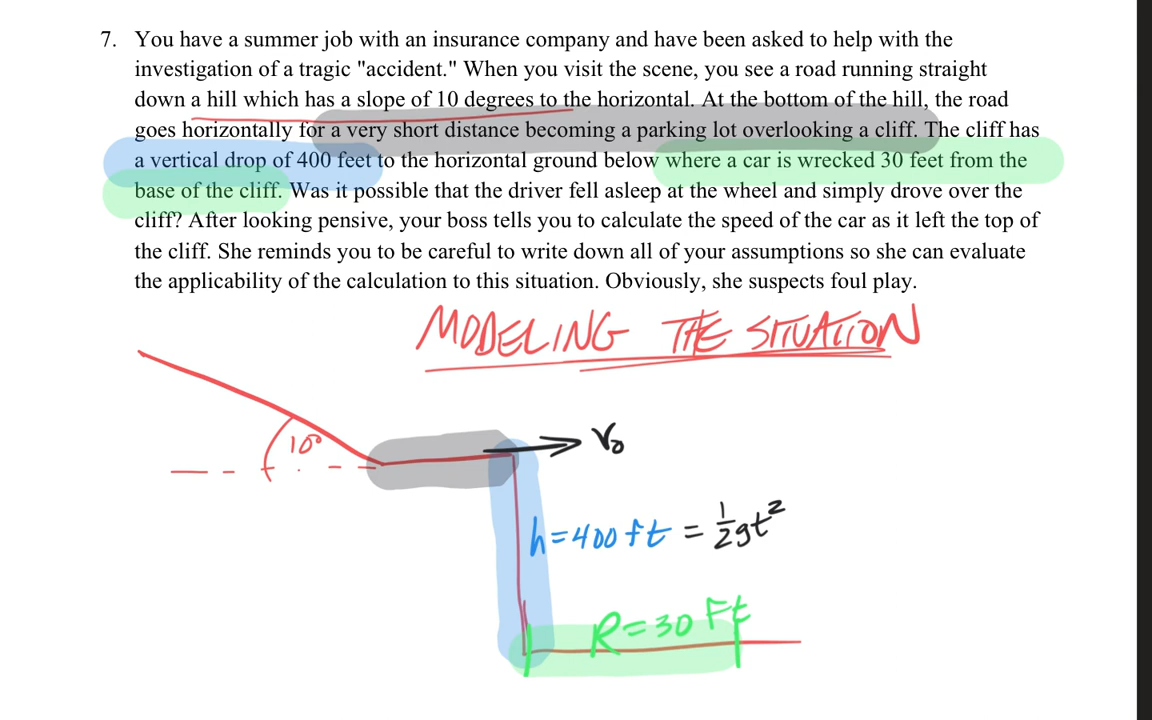 7. You have a summer job with an insurance company and have been asked to help with the
investigation of a tragic "accident." When you visit the scene, you see a road running straight
down a hill which has a slope of 10 degrees to the horizontal. At the bottom of the hill, the road
goes horizontally for a very short distance becoming a parking lot overlooking a cliff. The cliff has
a vertical drop of 400 feet to the horizontal ground below where a car is wrecked 30 feet from the
base of the cliff. Was it possible that the driver fell asleep at the wheel and simply drove over the
cliff? After looking pensive, your boss tells you to calculate the speed of the car as it left the top of
the cliff. She reminds you to be careful to write down all of your assumptions so she can evaluate
the applicability of the calculation to this situation. Obviously, she suspects foul play.
MODELING THE SITUATION
10°
V₀
h=400 ft = ½gt²
R=30 Ft